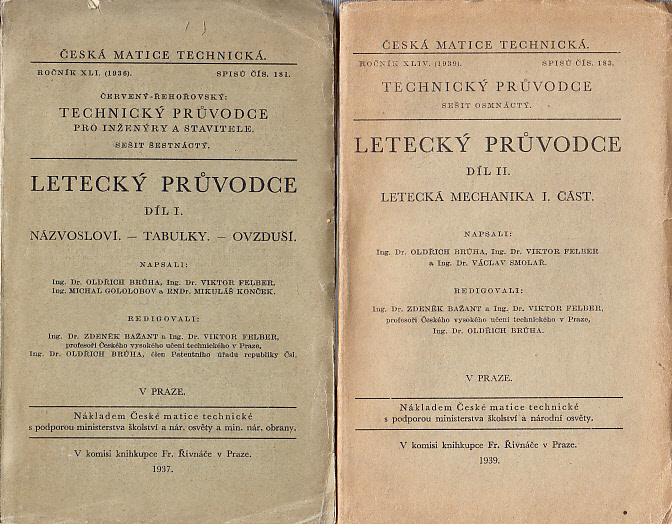 ČESKÁ MATICE TECHNICKÁ.
ROČNÍK XLI. (1936). SPISŮ ČÍS. 181.
ČERVENÝ-ŘEHOŘOVSKÝ:
TECHNICKÝ PRŮVODCE
PRO INŽENÝRY A STAVITELE.
SEŠIT ŠESTNÁCTÝ.
LETECKÝ PRŮVODCE
DÍL I.
NÁZVOSLOVÍ. — TABULKY. — OVZDUŠÍ.
NAPSALI:
Ing. Dr. OLDŘICH BRŮHA, Ing. Dr. VIKTOR FELBER,
Ing. MICHAL GOLOLOBOV a RNDr. MIKULÁŠ KONČEK.
REDIGOVALI:
Ing. Dr. ZDENĚK BAŽANT a Ing. Dr. VIKTOR FELBER,
profesoři Českého vysokého učení technického v Praze,
Ing. Dr. OLDŘICH BRŮHA, člen Patentního úřadu republiky Čsl.
V PRAZE.
Nákladem České matice technické
s podporou ministerstva školství a nár. osvěty a min. nár. obrany.
V komisi knihkupce Fr. Řivnáče v Praze.
1937.
ČESKÁ MATICE TECHNICKÁ.
ROČNÍK XLIV. (1939). SPISŮ ČÍS. 183.
TECHNICKÝ PRŮVODCE
SEŠIT OSMNÁCTÝ.
LETECKÝ PRŮVODCE
DÍL II.
LETECKÁ MECHANIKA I. ČÁST.
NAPSALI:
Ing. Dr. OLDŘICH BRŮHA, Ing. Dr. VIKTOR FELBER
a Ing. Dr. VÁCLAV SMOLAŘ.
REDIGOVALI:
Ing. Dr. ZDENĚK BAŽANT a Ing. Dr. VIKTOR FELBER,
profesoři Českého vysokého učení technického v Praze,
Ing. Dr. OLDŘICH BRŮHA.
V PRAZE.
Nákladem České matice technické
s podporou ministerstva školství a národní osvěty.
V komisi knihkupce Fr. Řivnáče v Praze.
1939.